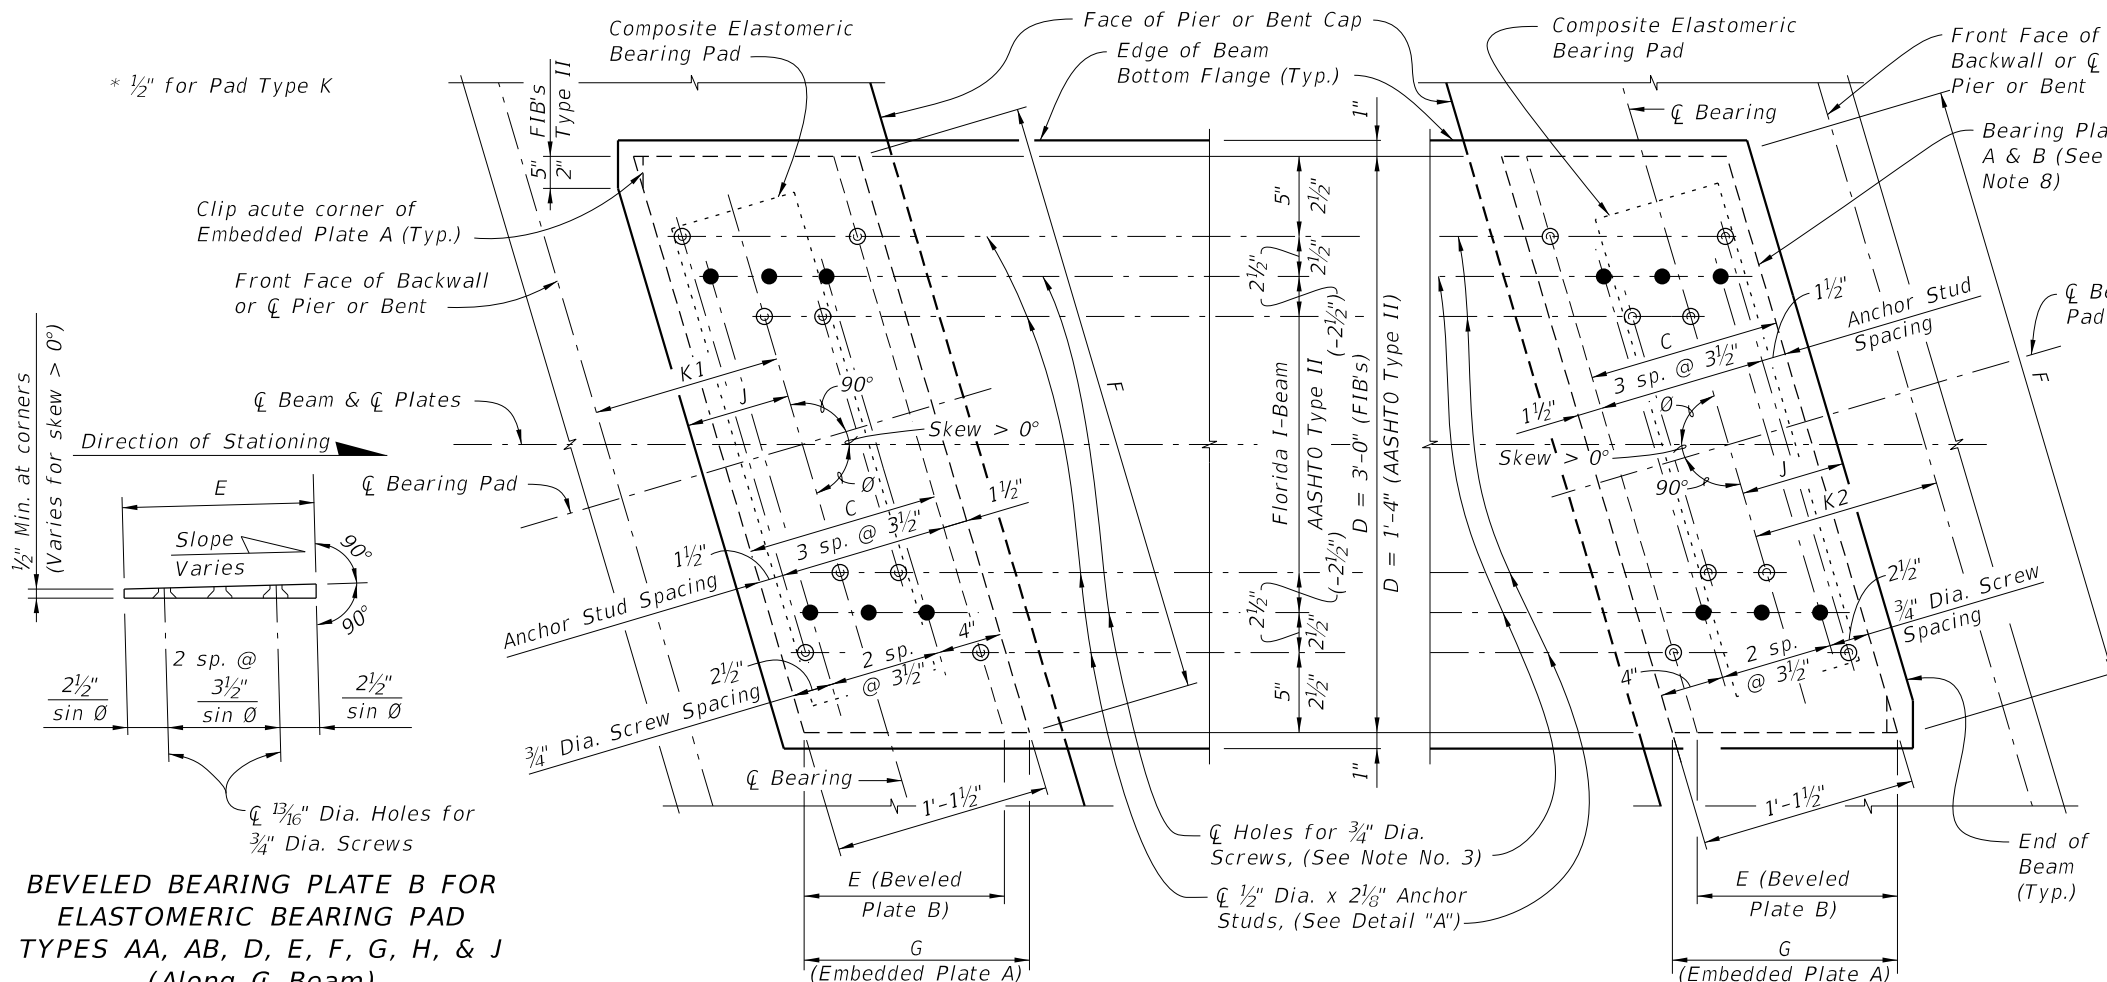 * ½" for Pad Type K
Composite Elastomeric
Bearing Pad
5" FIB's
2" Type II
Face of Pier or Bent Cap
Edge of Beam
Bottom Flange (Typ.)
Composite Elastomeric
Bearing Pad
Front Face of
Backwall or ℄
Pier or Bent
℄ Bearing
Bearing Pla
A & B (See
Note 8)
Clip acute corner of
Embedded Plate A (Typ.)
Front Face of Backwall
or ℄ Pier or Bent
℄ Beam & ℄ Plates
Direction of Stationing
℄ Bearing Pad
K1
J
90°
Skew > 0°
Ø
C
3 sp. @ 3½"
1½"
1½"
Anchor Stud Spacing
2½"
2 sp.
@ 3½"
4"
¾" Dia. Screw Spacing
℄ Bearing
1'-1½"
F
1"
5"
2½"
2½"
2½"
Florida I-Beam
AASHTO Type II
(-2½")
(-2½")
D = 3'-0" (FIB's)
D = 1'-4" (AASHTO Type II)
2½"
2½"
5"
2½"
1"
1½"
Anchor Stud
Spacing
C
3 sp. @ 3½"
1½"
Ø
Skew > 0°
90°
J
K2
℄ Be
Pad
F
2½"
¾" Dia. Screw
Spacing
2 sp.
@ 3½"
4"
1'-1½"
End of
Beam
(Typ.)
½" Min. at corners
(Varies for skew > 0°)
E
Slope
Varies
90°
90°
2 sp. @
3½"
sin Ø
2½"
sin Ø
2½"
sin Ø
℄ 13⁄16" Dia. Holes for
¾" Dia. Screws
℄ Holes for ¾" Dia.
Screws, (See Note No. 3)
℄ ½" Dia. x 2⅛" Anchor
Studs, (See Detail "A")
E (Beveled
Plate B)
G
(Embedded Plate A)
E (Beveled
Plate B)
G
(Embedded Plate A)
BEVELED BEARING PLATE B FOR
ELASTOMERIC BEARING PAD
TYPES AA, AB, D, E, F, G, H, & J
(Along ℄ Beam)